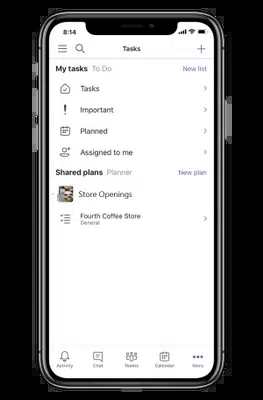 8:14
Tasks
My tasks To Do New list
Tasks
Important
Planned
Assigned to me
Shared plans Planner New plan
Store Openings
Fourth Coffee Store
General
Activity Chat Teams Calendar More